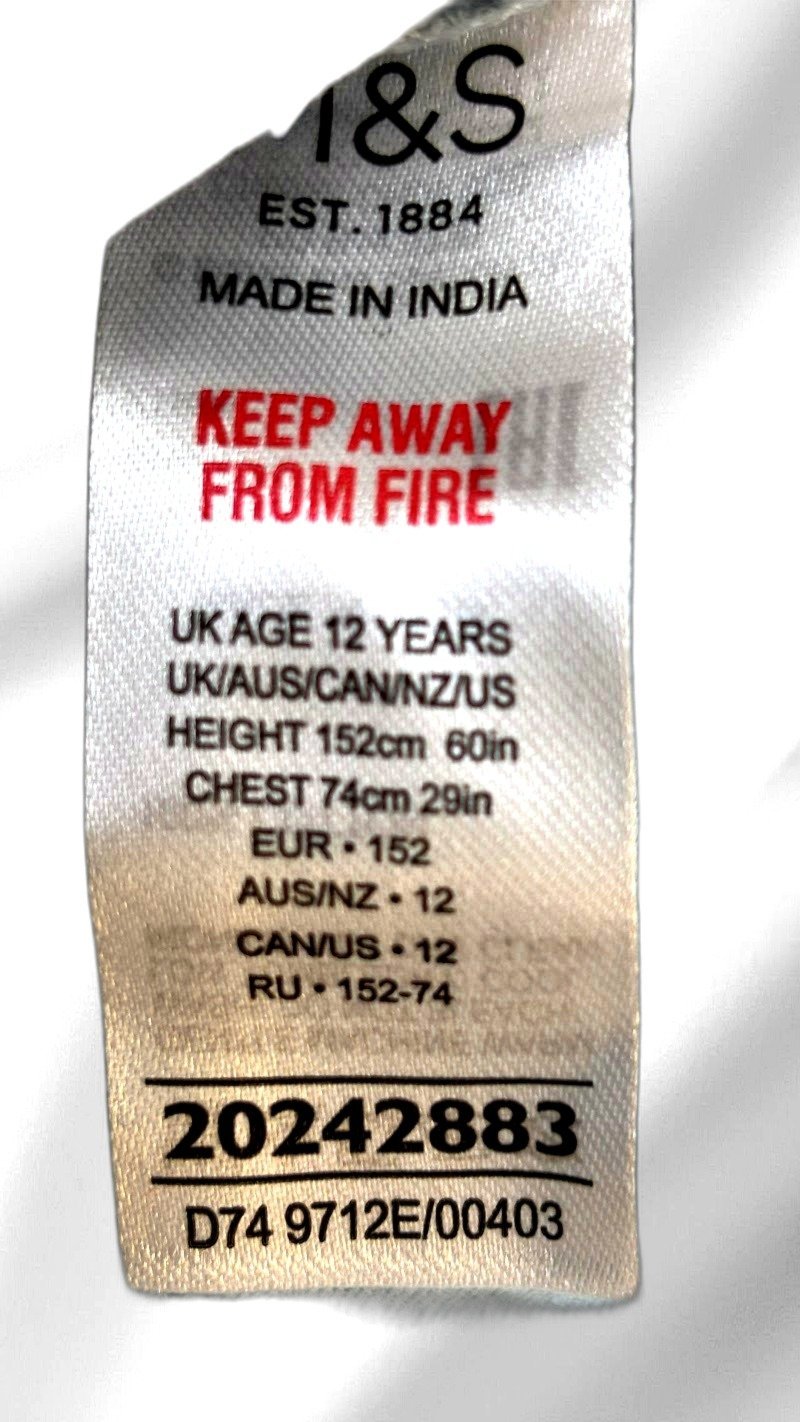 &S
EST. 1884
MADE IN INDIA
KEEP AWAY
FROM FIRE
UK AGE 12 YEARS
UK/AUS/CAN/NZ/US
HEIGHT 152cm 60in
CHEST 74cm 29in
EUR • 152
AUS/NZ • 12
CAN/US • 12
RU • 152-74
20242883
D74 9712E/00403